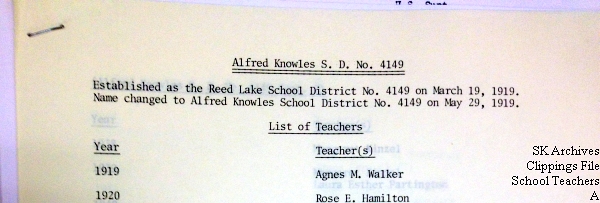 Alfred Knowles S. D. No. 4149
Established as the Reed Lake School District No. 4149 on March 19, 1919.
Name changed to Alfred Knowles School District No. 4149 on May 29, 1919.
List of Teachers
Year Teacher(s)
1919 Agnes M. Walker
1920 Rose E. Hamilton
SK Archives
Clippings File
School Teachers
A